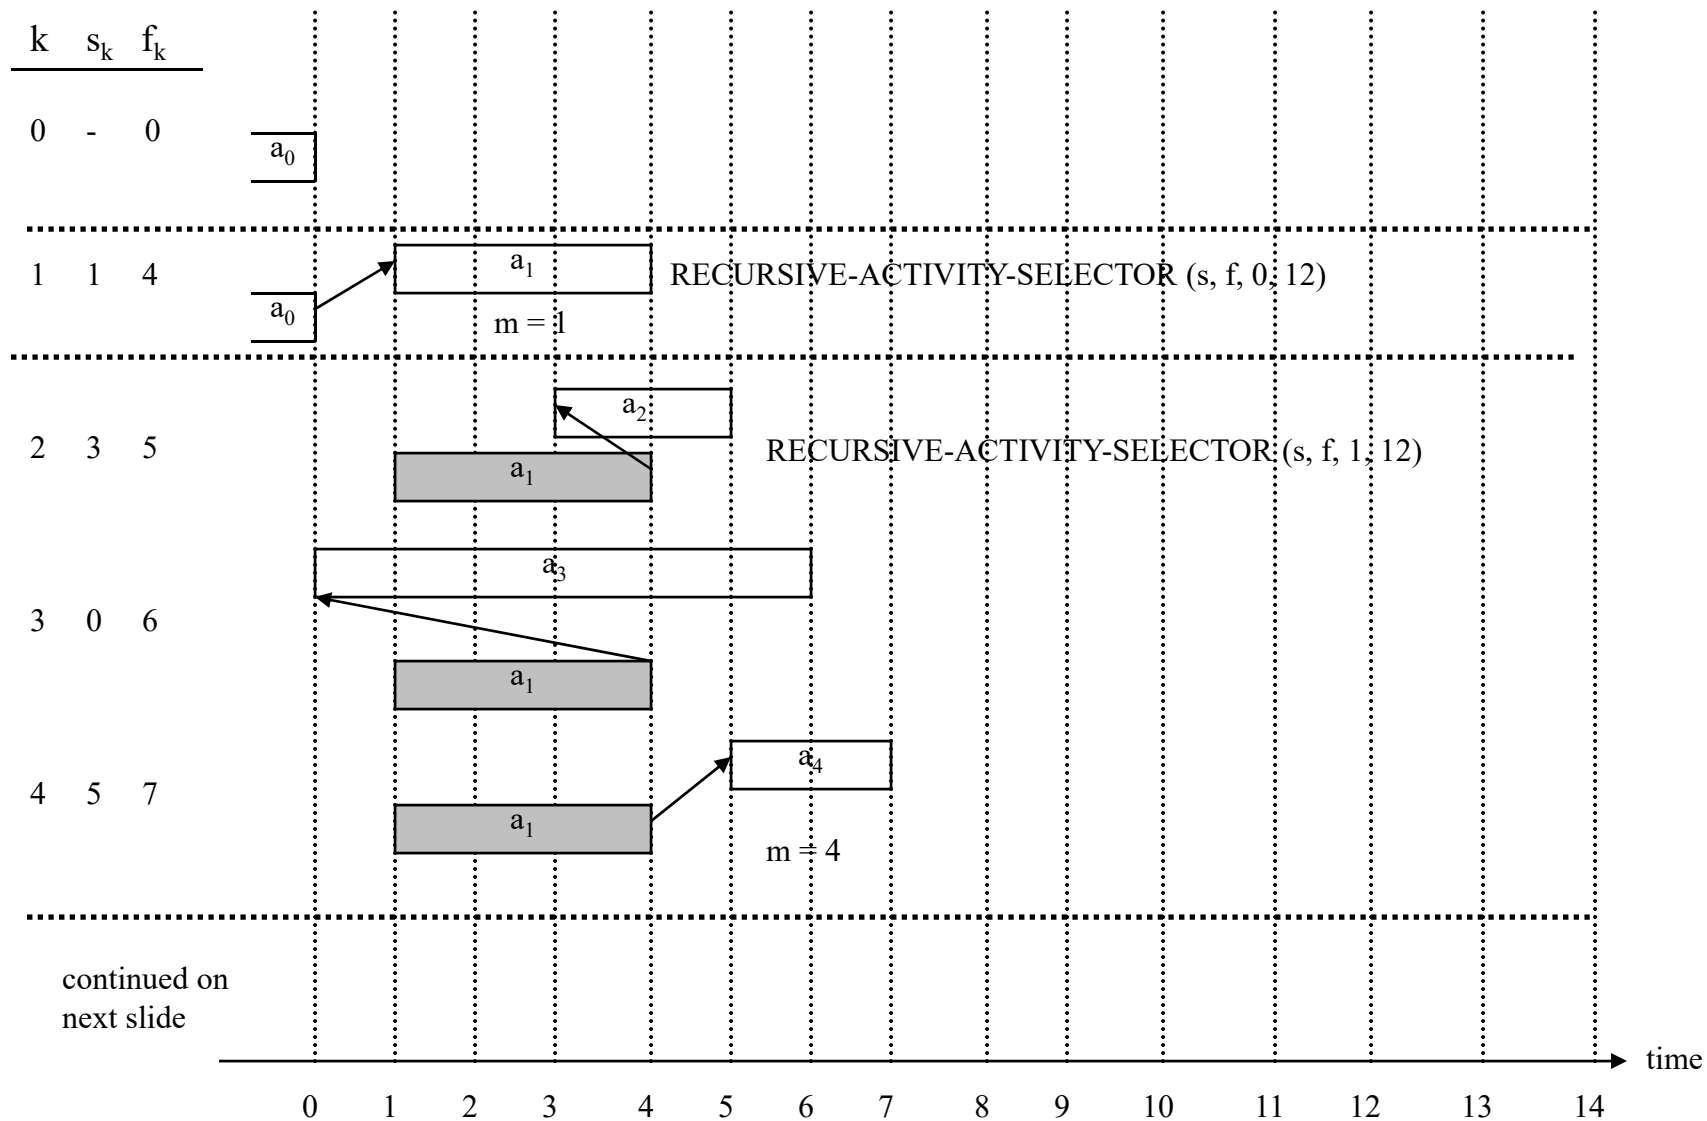 k s_k f_k
0 - 0
a_0
1 1 4
a_1
RECURSIVE-ACTIVITY-SELECTOR (s, f, 0, 12)
a_0
m = 1
a_2
2 3 5
RECURSIVE-ACTIVITY-SELECTOR (s, f, 1, 12)
a_1
a_3
3 0 6
a_1
a_4
4 5 7
a_1
m = 4
continued on
next slide
time
0 1 2 3 4 5 6 7 8 9 10 11 12 13 14